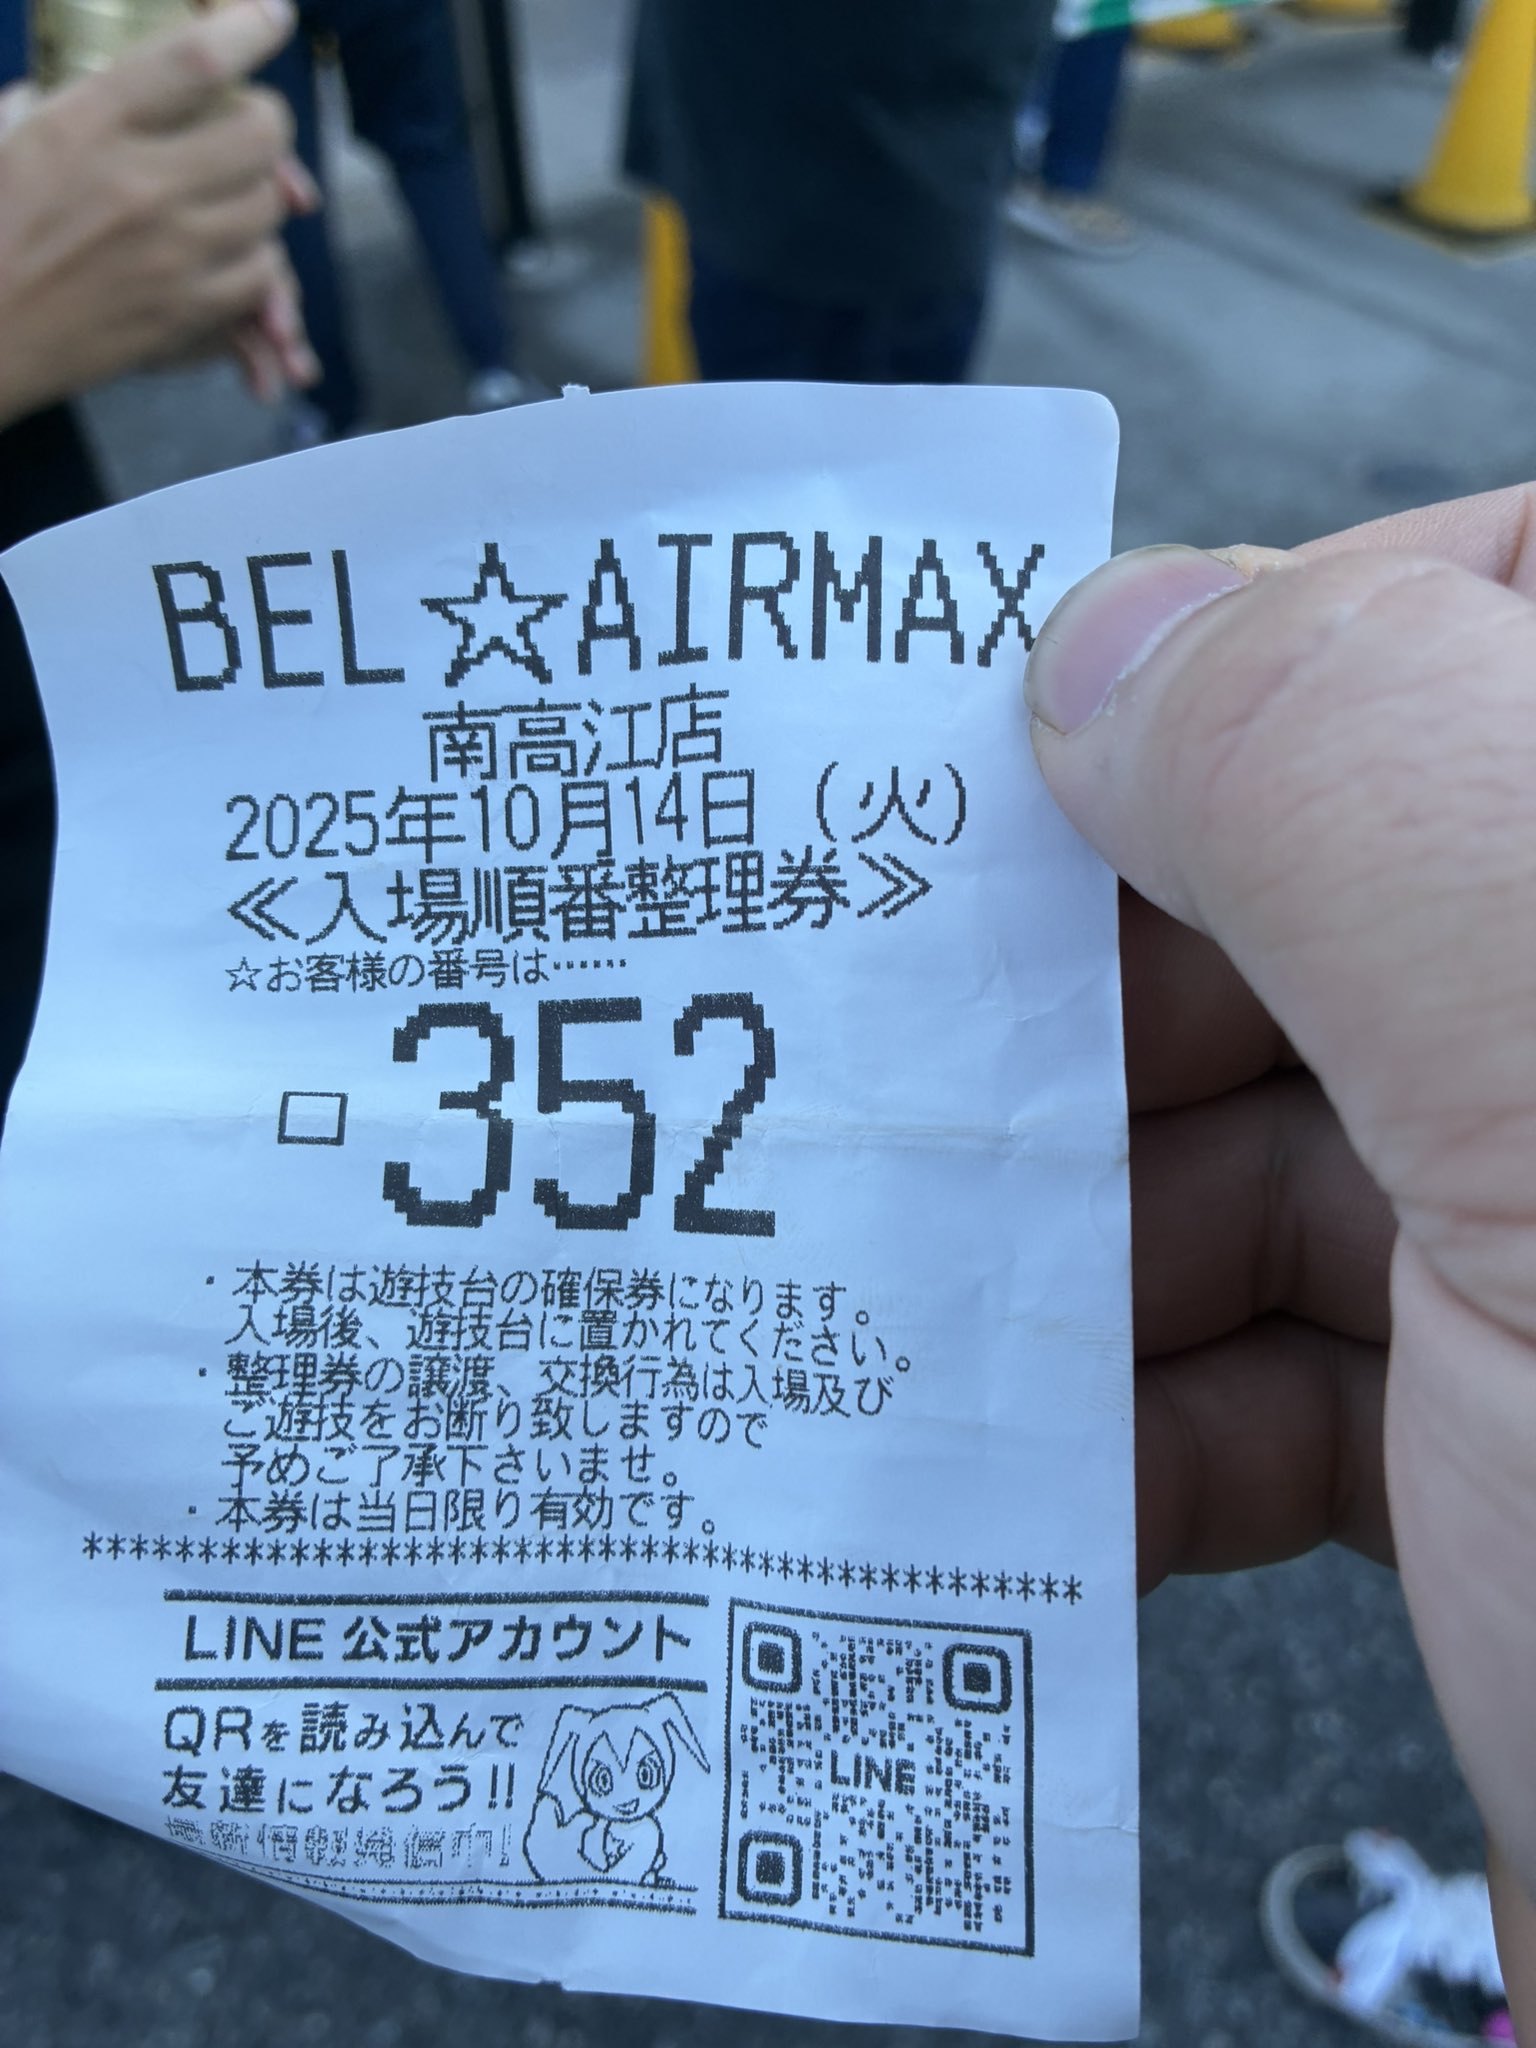 BEL☆AIRMAX
南高江店
2025年10月14日（火）
≪入場順番整理券≫
☆お客様の番号は……
□-352
・本券は遊技台の確保券になります。
入場後、遊技台に置かれてください。
・整理券の譲渡、交換行為は入場及び
ご遊技をお断り致しますので
予めご了承下さいませ。
・本券は当日限り有効です。
*******************************************
LINE 公式アカウント
QRを読み込んで
友達になろう!!
最新情報発信中!
LINE